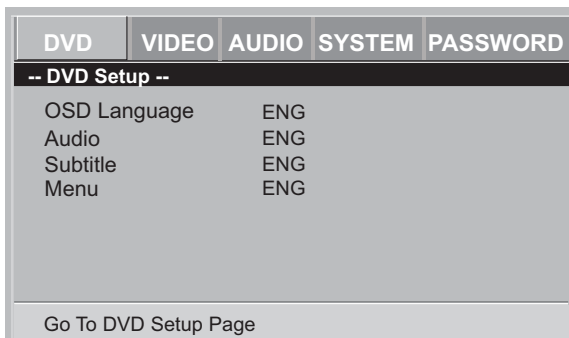 DVD VIDEO AUDIO SYSTEM PASSWORD
-- DVD Setup --
OSD Language ENG
Audio ENG
Subtitle ENG
Menu ENG
Go To DVD Setup Page